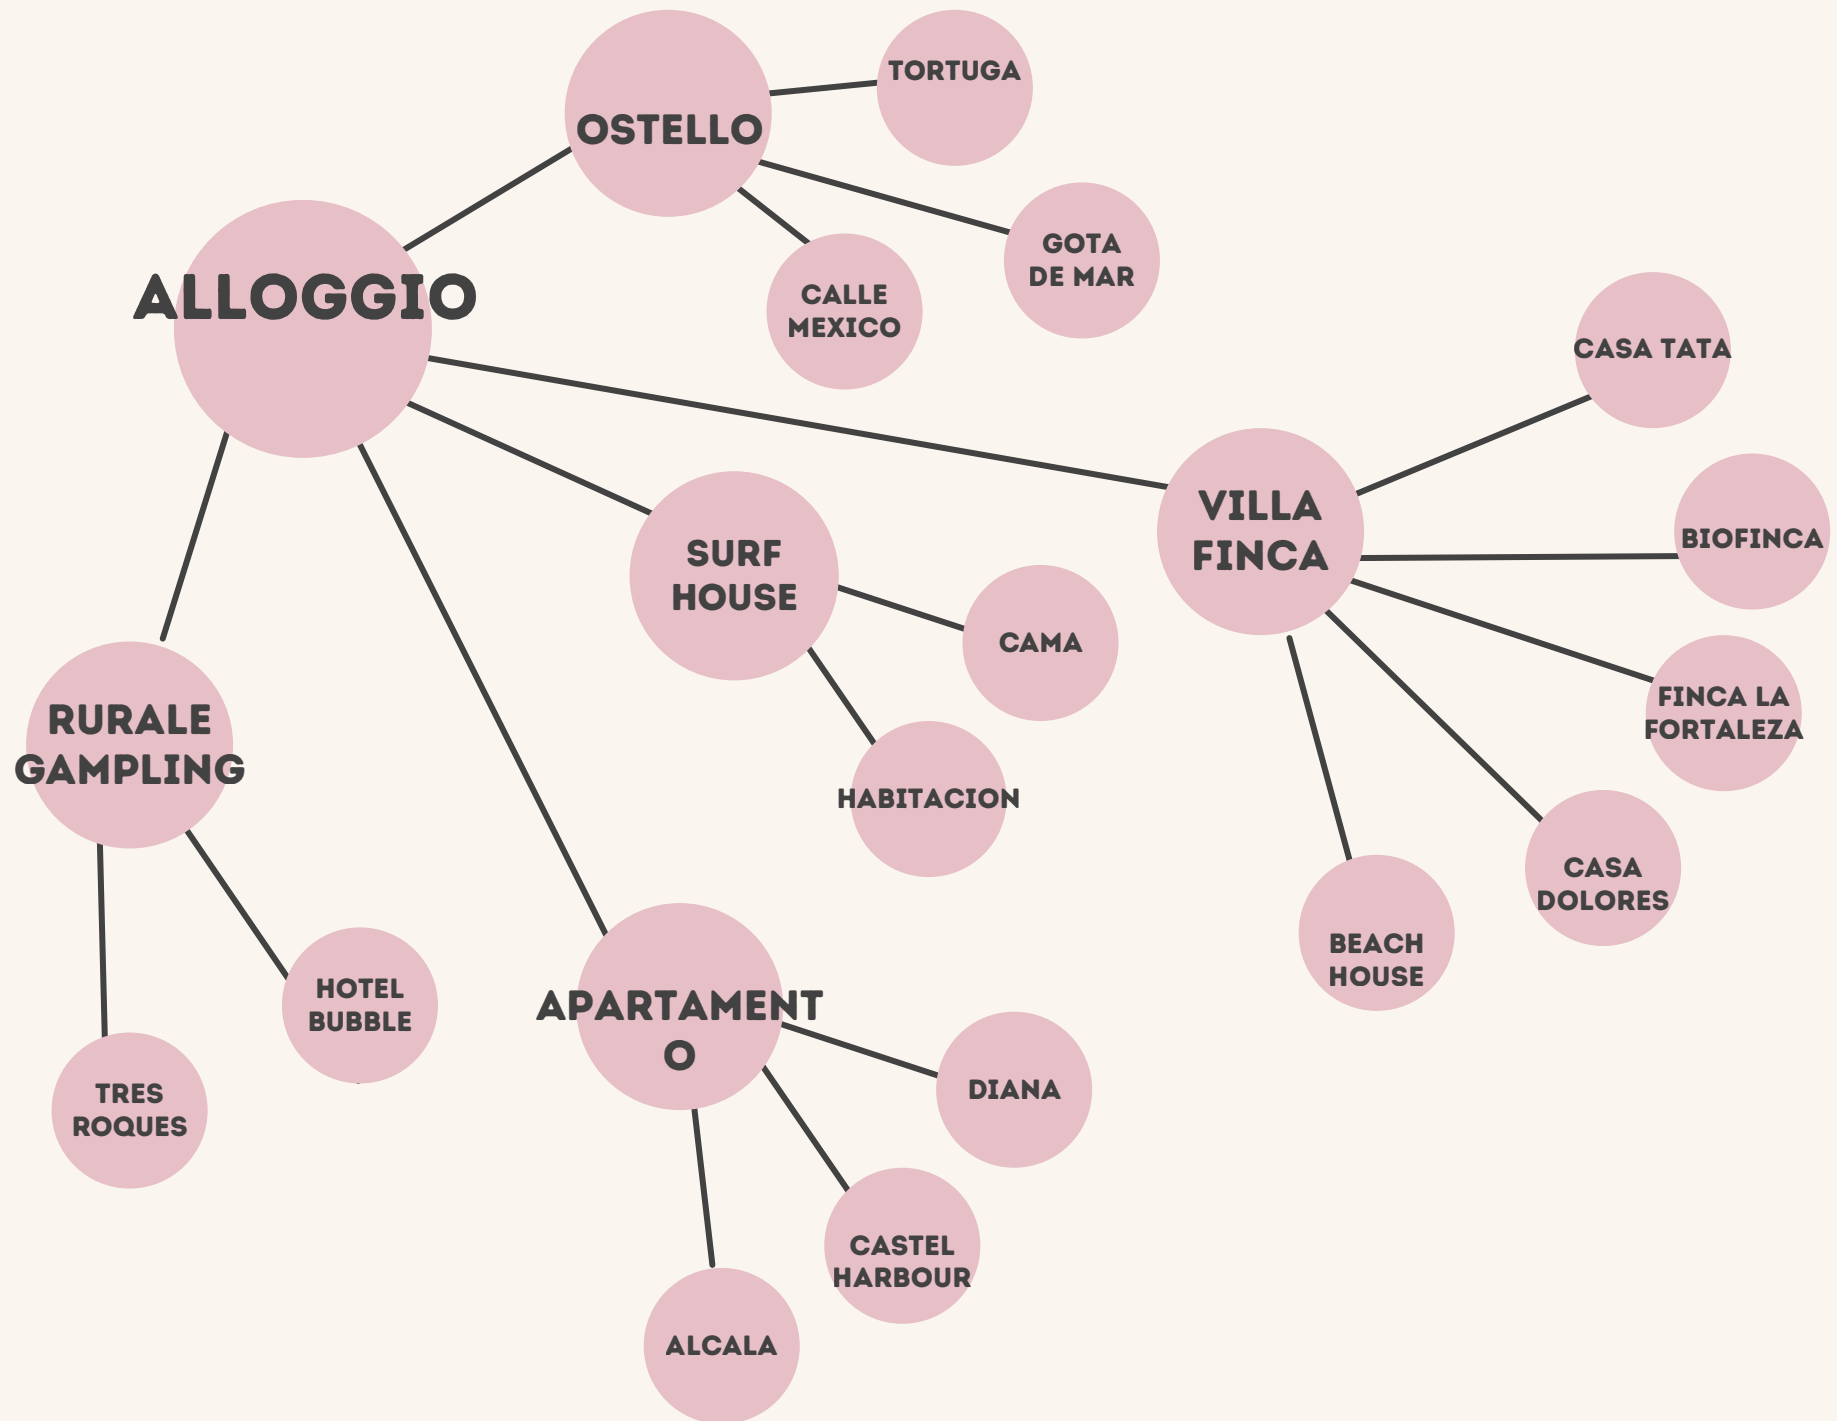 TORTUGA
OSTELLO
GOTA
DE MAR
ALLOGGIO
CALLE
MEXICO
CASA TATA
VILLA
FINCA
BIOFINCA
SURF
HOUSE
CAMA
FINCA LA
FORTALEZA
RURALE
GAMPLING
HABITACION
CASA
DOLORES
BEACH
HOUSE
HOTEL
BUBBLE
APARTAMENT
O
TRES
ROQUES
DIANA
CASTEL
HARBOUR
ALCALA